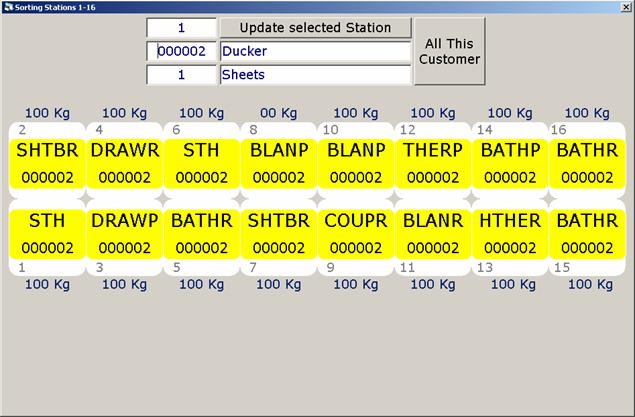 Sorting Stations 1-16
1 Update selected Station
000002 Ducker All This
1 Sheets Customer
100 Kg 100 Kg 100 Kg 00 Kg 100 Kg 100 Kg 100 Kg 100 Kg
2 4 6 8 10 12 14 16
SHTBR DRAWR STH BLANP BLANP THERP BATHP BATHR
000002 000002 000002 000002 000002 000002 000002 000002
STH DRAWP BATHR SHTBR COUPR BLANR HTHER BATHR
000002 000002 000002 000002 000002 000002 000002 000002
1 3 5 7 9 11 13 15
100 Kg 100 Kg 100 Kg 100 Kg 100 Kg 100 Kg 100 Kg 100 Kg